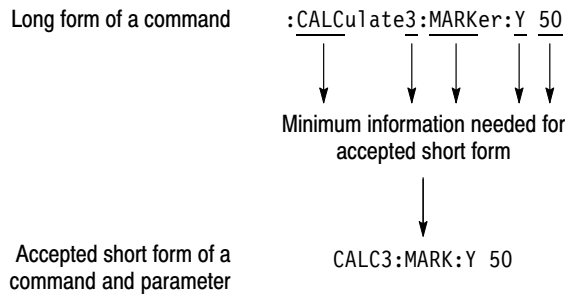 Long form of a command :CALCulate3:MARKer:Y 50
Minimum information needed for
accepted short form
Accepted short form of a
command and parameter
CALC3:MARK:Y 50